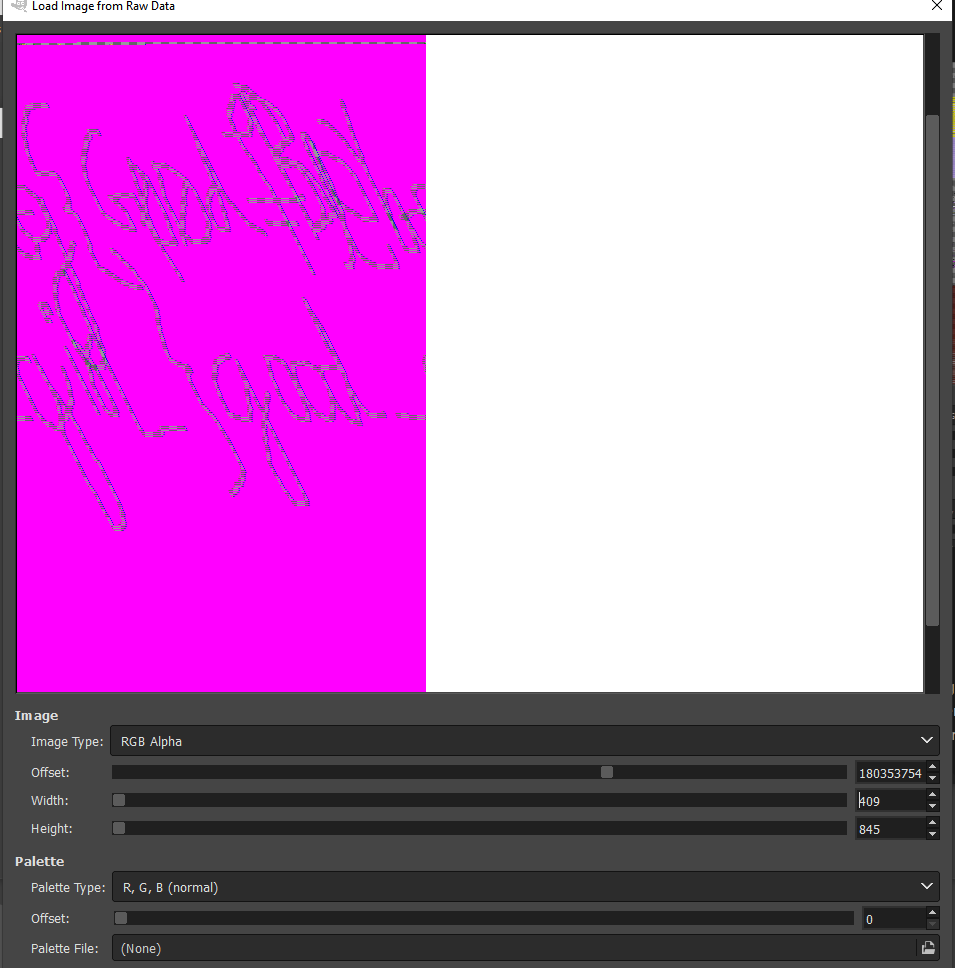 Load Image from Raw Data
Image
Image Type: RGB Alpha
Offset: 180353754
Width: 409
Height: 845
Palette
Palette Type: R, G, B (normal)
Offset: 0
Palette File: (None)